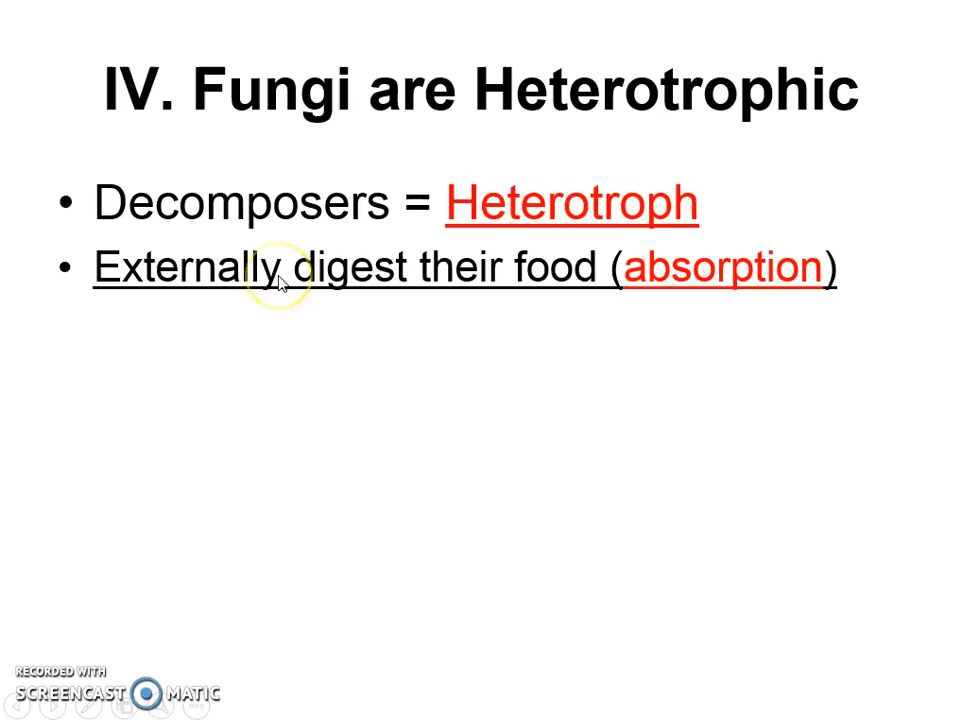 IV. Fungi are Heterotrophic
• Decomposers = Heterotroph
• Externally digest their food (absorption)
RECORDED WITH
SCREENCAST MATIC